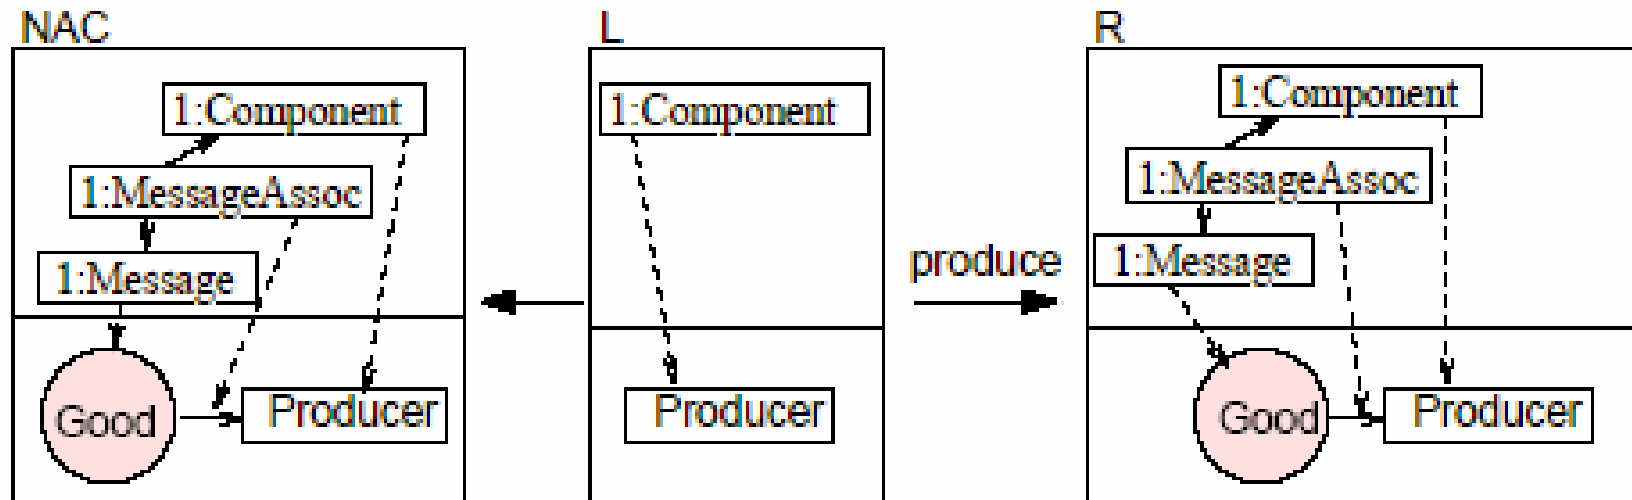 NAC
1:Component
1:MessageAssoc
1:Message
Good
Producer
L
1:Component
Producer
produce
R
1:Component
1:MessageAssoc
1:Message
Good
Producer